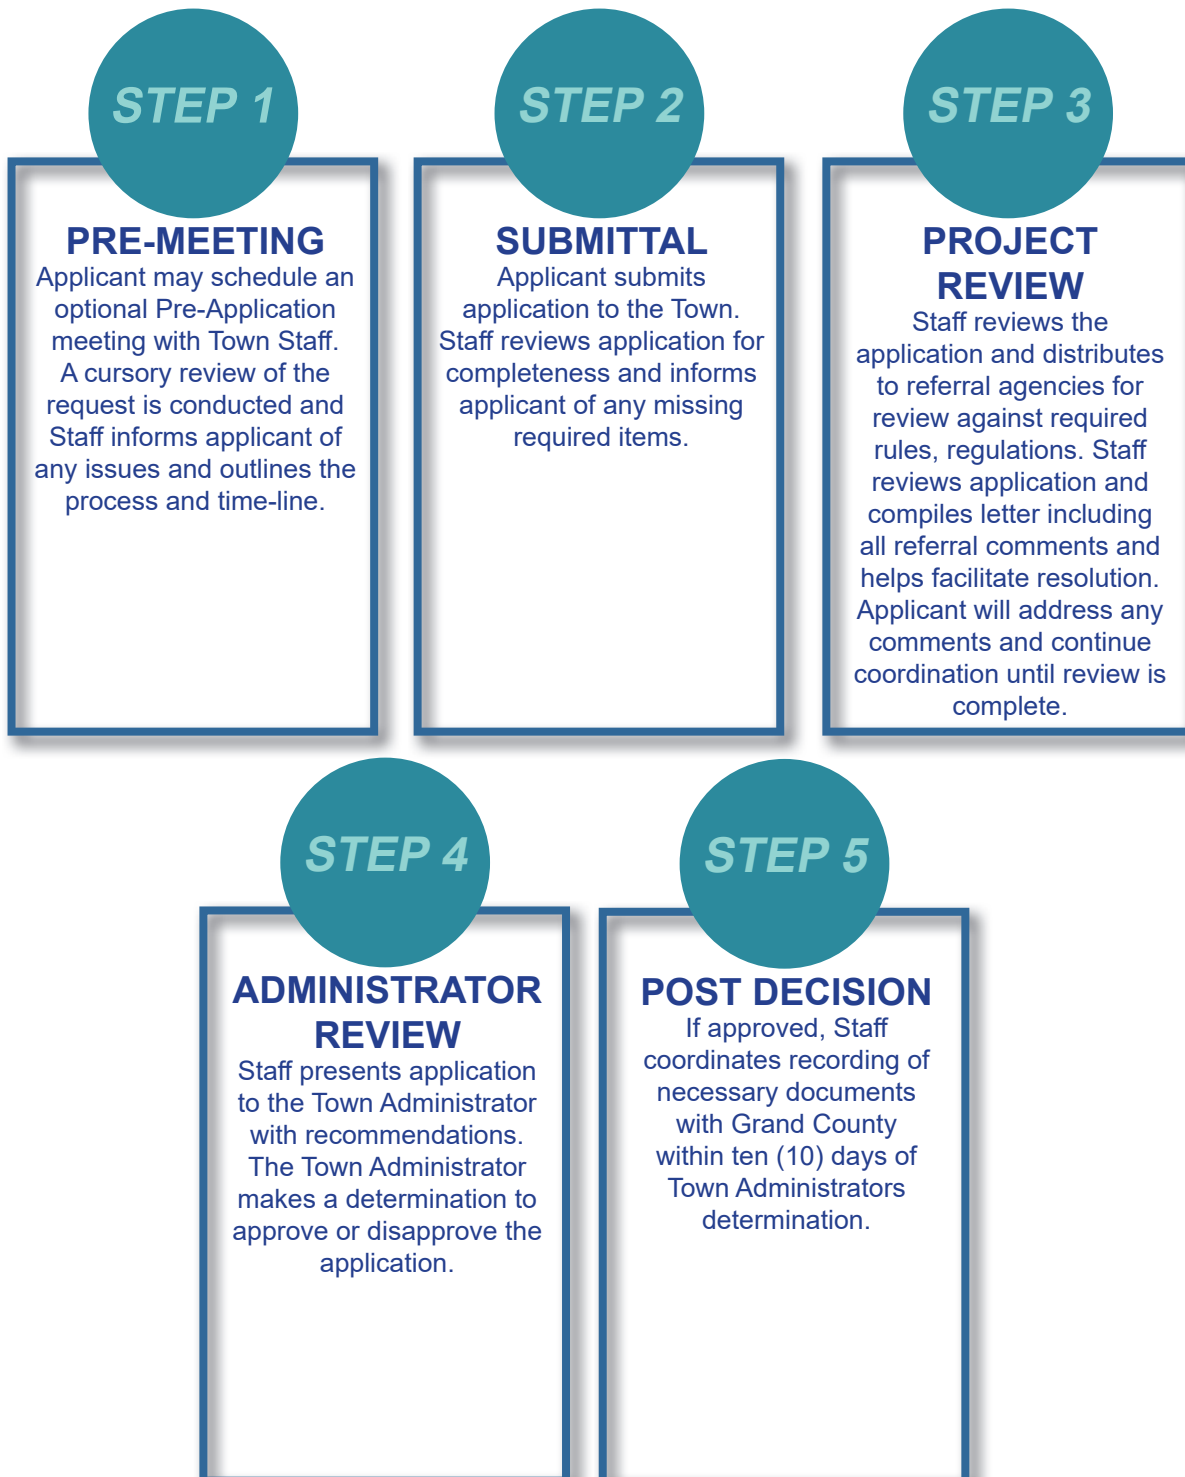 STEP 1
PRE-MEETING
Applicant may schedule an
optional Pre-Application
meeting with Town Staff.
A cursory review of the
request is conducted and
Staff informs applicant of
any issues and outlines the
process and time-line.
STEP 2
SUBMITTAL
Applicant submits
application to the Town.
Staff reviews application for
completeness and informs
applicant of any missing
required items.
STEP 3
PROJECT
REVIEW
Staff reviews the
application and distributes
to referral agencies for
review against required
rules, regulations. Staff
reviews application and
compiles letter including
all referral comments and
helps facilitate resolution.
Applicant will address any
comments and continue
coordination until review is
complete.
STEP 4
ADMINISTRATOR
REVIEW
Staff presents application
to the Town Administrator
with recommendations.
The Town Administrator
makes a determination to
approve or disapprove the
application.
STEP 5
POST DECISION
If approved, Staff
coordinates recording of
necessary documents
with Grand County
within ten (10) days of
Town Administrators
determination.